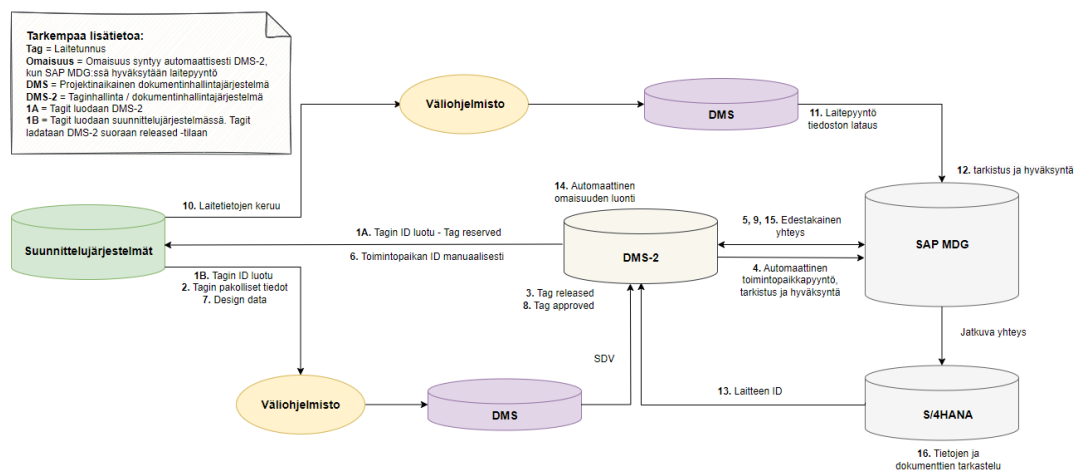 Tarkempaa lisätietoa:
Tag = Laitetunnus
Omaisuus = Omaisuus syntyy automaattisesti DMS-2,
kun SAP MDG:ssä hyväksytään laitepyyntö
DMS = Projektinaikainen dokumentinhallintajärjestelmä
DMS-2 = Taginhallinta / dokumentinhallintajärjestelmä
1A = Tagit luodaan DMS-2
1B = Tagit luodaan suunnittelujärjestelmässä. Tagit
ladataan DMS-2 suoraan released -tilaan
Väliohjelmisto
DMS
11. Laitepyyntö
tiedoston lataus
12. tarkistus ja hyväksyntä
10. Laitetietojen keruu
14. Automaattinen
omaisuuden luonti
Suunnittelujärjestelmät
1A. Tagin ID luotu - Tag reserved
6. Toimintopaikan ID manuaalisesti
DMS-2
5, 9, 15. Edestakainen
yhteys
4. Automaattinen
toimintopaikkapyyntö,
tarkistus ja hyväksyntä
SAP MDG
1B. Tagin ID luotu
2. Tagin pakolliset tiedot
7. Design data
3. Tag released
8. Tag approved
Jatkuva yhteys
SDV
13. Laitteen ID
Väliohjelmisto
DMS
S/4HANA
16. Tietojen ja
dokumenttien tarkastelu